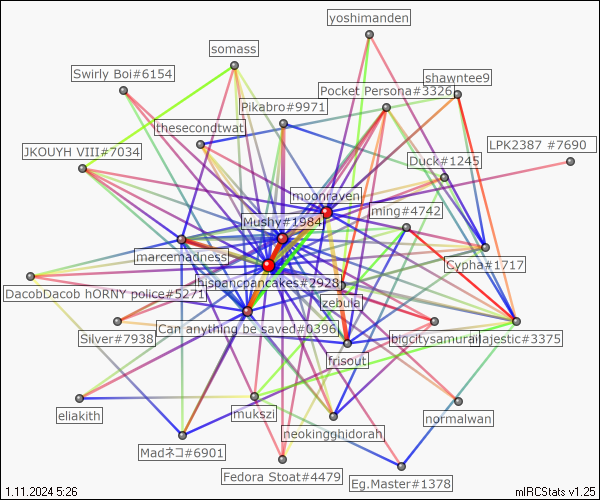 yoshimanden
somass
Swirly Boi#6154
shawntee9
Pocket Persona#3326
Pikabro#9971
thesecondtwat
LPK2387 #7690
JKOUYH VIII#7034
Duck#1245
moonraven
ming#4742
Mushy#1984
marcemadness
Cypha#1717
hispancpancakes#2928
DacobDacob hORNY police#5271
zebula
Can anything be saved#0396
Silver#7938
bigcitysamurai
ilajestic#3375
frisout
eliakith
mukszi
normalwan
neokingghidorah
Madネコ#6901
Fedora Stoat#4479
Eg.Master#1378
1.11.2024 5:26
mIRCStats v1.25